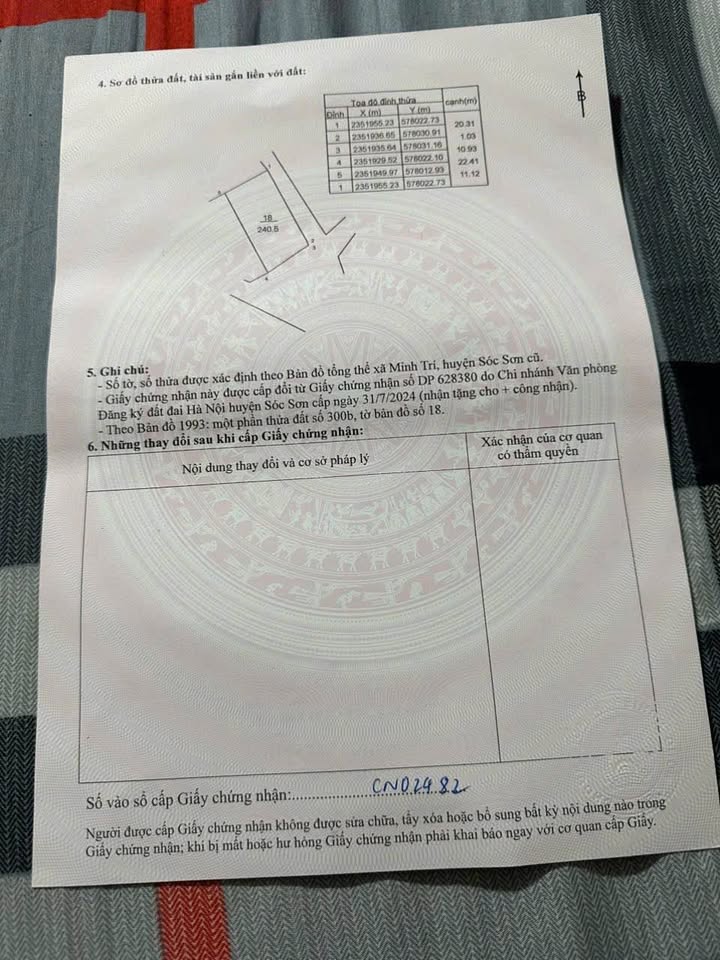 4. Sơ đồ thửa đất, tài sản gắn liền với đất:
B
Tọa độ đỉnh thửa cạnh(m)
Đỉnh X (m) Y (m)
1 2351955.23 578022.73
20.31
2 2351936.65 578030.91
1.03
3 2351935.64 578031.16
10.93
4 2351929.52 578022.10
22.41
5 2351949.97 578012.93
11.12
1 2351955.23 578022.73
1
5
18
240.5
2
3
4
5. Ghi chú:
- Số tờ, số thửa được xác định theo Bản đồ tổng thể xã Minh Trí, huyện Sóc Sơn cũ.
- Giấy chứng nhận này được cấp đổi từ Giấy chứng nhận số DP 628380 do Chi nhánh Văn phòng
Đăng ký đất đai Hà Nội huyện Sóc Sơn cấp ngày 31/7/2024 (nhận tặng cho + công nhận).
- Theo Bản đồ 1993: một phần thửa đất số 300b, tờ bản đồ số 18.
6. Những thay đổi sau khi cấp Giấy chứng nhận:
Nội dung thay đổi và cơ sở pháp lý
Xác nhận của cơ quan
có thẩm quyền
Số vào sổ cấp Giấy chứng nhận:..................CN02482
Người được cấp Giấy chứng nhận không được sửa chữa, tẩy xóa hoặc bổ sung bất kỳ nội dung nào trong
Giấy chứng nhận; khi bị mất hoặc hư hỏng Giấy chứng nhận phải khai báo ngay với cơ quan cấp Giấy.